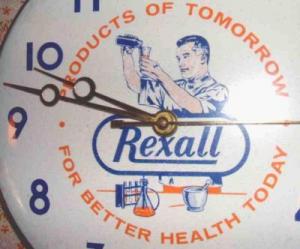 11
PRODUCTS OF TOMORROW
10
9
Rexall
8
FOR BETTER HEALTH TODAY
7